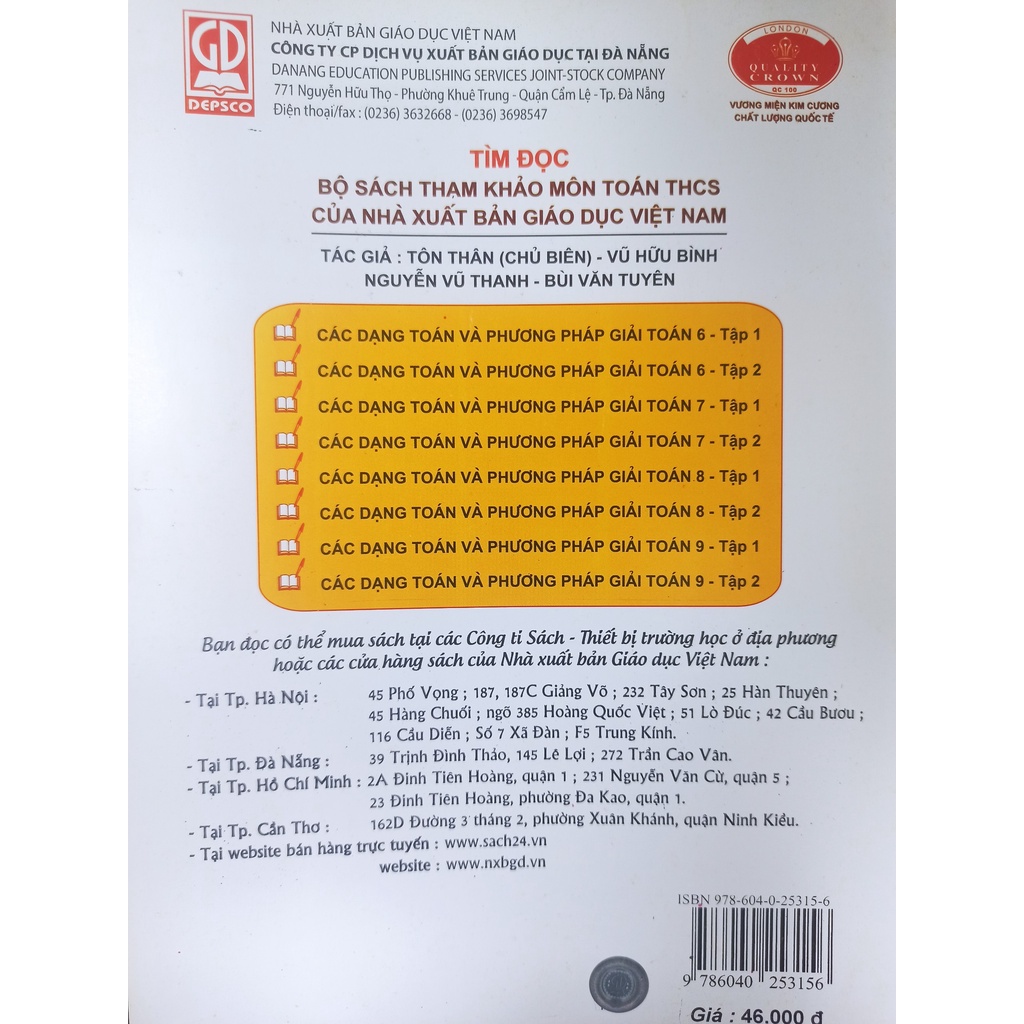 GD
DEPSCO
NHÀ XUẤT BẢN GIÁO DỤC VIỆT NAM
CÔNG TY CP DỊCH VỤ XUẤT BẢN GIÁO DỤC TẠI ĐÀ NẴNG
DANANG EDUCATION PUBLISHING SERVICES JOINT-STOCK COMPANY
771 Nguyễn Hữu Thọ - Phường Khuê Trung - Quận Cẩm Lệ - Tp. Đà Nẵng
Điện thoại/fax : (0236) 3632668 - (0236) 3698547
LONDON
QUALITY
CROWN
QC 100
VƯƠNG MIỆN KIM CƯƠNG
CHẤT LƯỢNG QUỐC TẾ
TÌM ĐỌC
BỘ SÁCH THAM KHẢO MÔN TOÁN THCS
CỦA NHÀ XUẤT BẢN GIÁO DỤC VIỆT NAM
TÁC GIẢ : TÔN THÂN (CHỦ BIÊN) - VŨ HỮU BÌNH
NGUYỄN VŨ THANH - BÙI VĂN TUYÊN
CÁC DẠNG TOÁN VÀ PHƯƠNG PHÁP GIẢI TOÁN 6 - Tập 1
CÁC DẠNG TOÁN VÀ PHƯƠNG PHÁP GIẢI TOÁN 6 - Tập 2
CÁC DẠNG TOÁN VÀ PHƯƠNG PHÁP GIẢI TOÁN 7 - Tập 1
CÁC DẠNG TOÁN VÀ PHƯƠNG PHÁP GIẢI TOÁN 7 - Tập 2
CÁC DẠNG TOÁN VÀ PHƯƠNG PHÁP GIẢI TOÁN 8 - Tập 1
CÁC DẠNG TOÁN VÀ PHƯƠNG PHÁP GIẢI TOÁN 8 - Tập 2
CÁC DẠNG TOÁN VÀ PHƯƠNG PHÁP GIẢI TOÁN 9 - Tập 1
CÁC DẠNG TOÁN VÀ PHƯƠNG PHÁP GIẢI TOÁN 9 - Tập 2
Bạn đọc có thể mua sách tại các Công ti Sách - Thiết bị trường học ở địa phương
hoặc các cửa hàng sách của Nhà xuất bản Giáo dục Việt Nam :
- Tại Tp. Hà Nội : 45 Phố Vọng ; 187, 187C Giảng Võ ; 232 Tây Sơn ; 25 Hàn Thuyên ;
45 Hàng Chuối ; ngõ 385 Hoàng Quốc Việt ; 51 Lò Đúc ; 42 Cầu Bươu ;
116 Cầu Diễn ; Số 7 Xã Đàn ; F5 Trung Kính.
- Tại Tp. Đà Nẵng : 39 Trịnh Đình Thảo, 145 Lê Lợi ; 272 Trần Cao Vân.
- Tại Tp. Hồ Chí Minh : 2A Đinh Tiên Hoàng, quận 1 ; 231 Nguyễn Văn Cừ, quận 5 ;
23 Đinh Tiên Hoàng, phường Đa Kao, quận 1.
- Tại Tp. Cần Thơ : 162D Đường 3 tháng 2, phường Xuân Khánh, quận Ninh Kiều.
- Tại website bán hàng trực tuyến : www.sach24.vn
website : www.nxbgd.vn
ISBN 978-604-0-25315-6
9 786040 253156
Giá : 46.000 đ